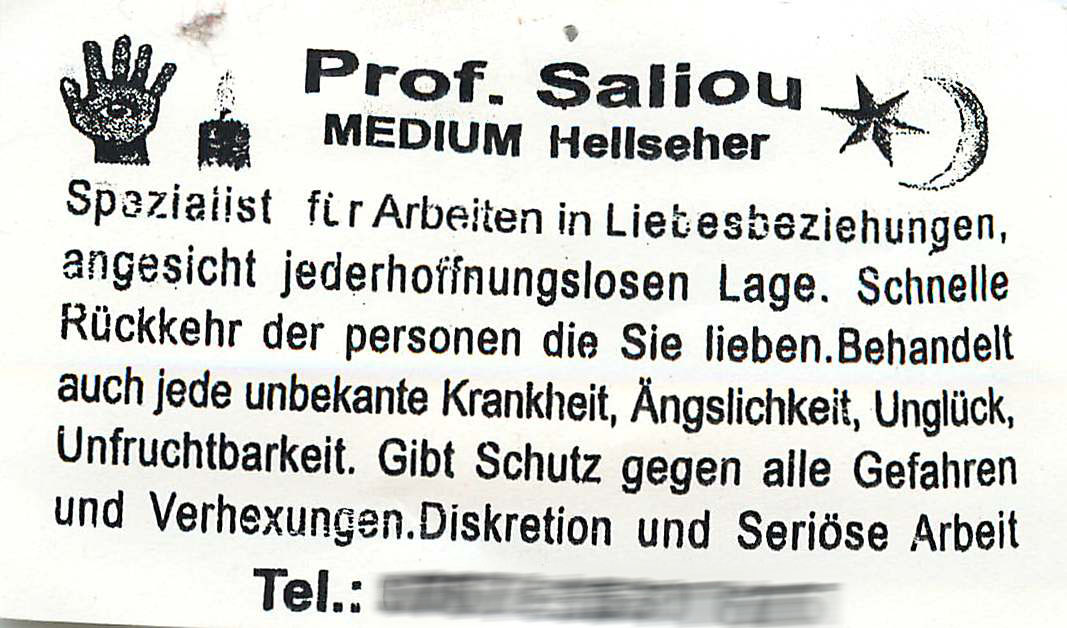 Prof. Saliou
MEDIUM Hellseher
Spezialist für Arbeiten in Liebesbeziehungen,
angesicht jederhoffnungslosen Lage. Schnelle
Rückkehr der personen die Sie lieben.Behandelt
auch jede unbekante Krankheit, Ängslichkeit, Unglück,
Unfruchtbarkeit. Gibt Schutz gegen alle Gefahren
und Verhexungen.Diskretion und Seriöse Arbeit
Tel.: